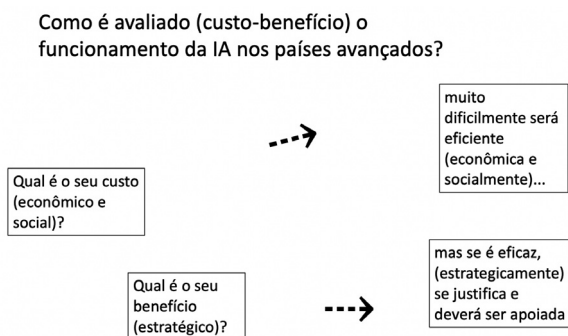 Como é avaliado (custo-benefício) o
funcionamento da IA nos países avançados?
muito
dificilmente será
eficiente
(econômica e
socialmente)...
Qual é o seu custo
(econômico e
social)?
mas se é eficaz,
(estrategicamente)
se justifica e
deverá ser apoiada
Qual é o seu
benefício
(estratégico)?